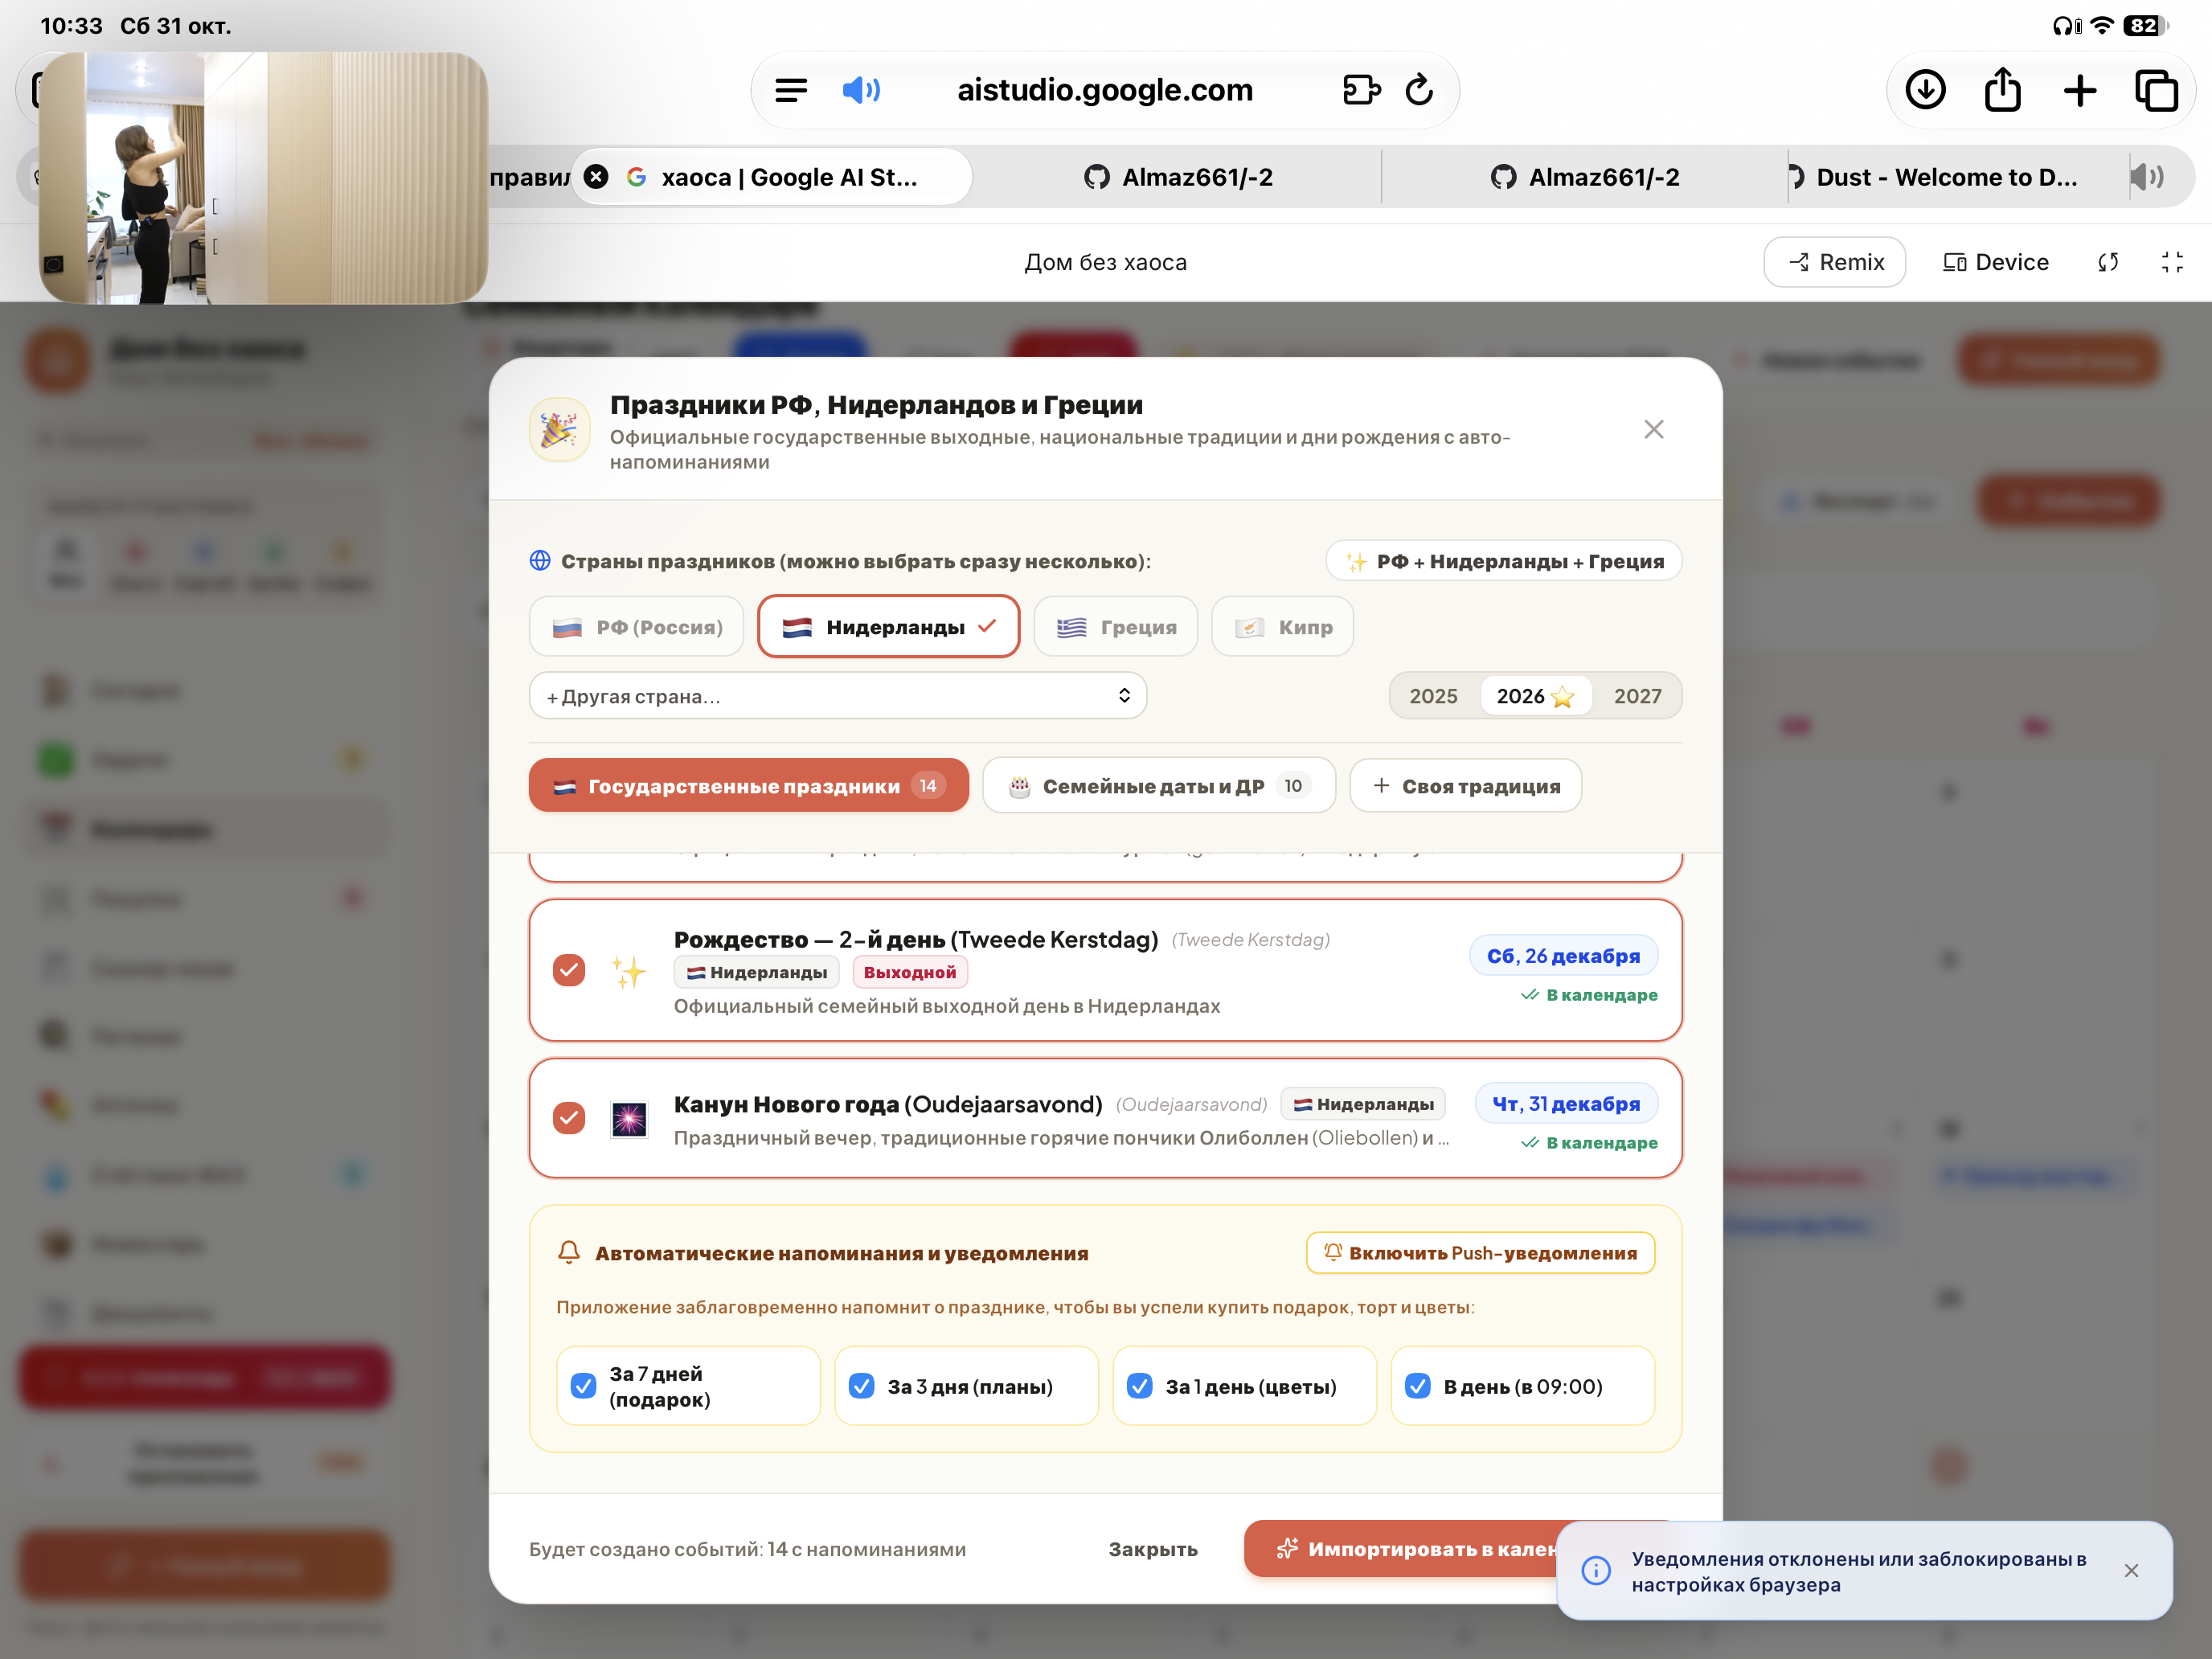 10:33 Сб 31 окт.
82
aistudio.google.com
правил
хаоса | Google AI St...
Almaz661/-2
Almaz661/-2
Dust - Welcome to D...
Дом без хаоса
Remix
Device
Праздники РФ, Нидерландов и Греции
Официальные государственные выходные, национальные традиции и дни рождения с авто-
напоминаниями
Страны праздников (можно выбрать сразу несколько):
✨ РФ + Нидерланды + Греция
РФ (Россия)
Нидерланды
Греция
Кипр
+ Другая страна...
2025
2026 ⭐
2027
Государственные праздники 14
Семейные даты и ДР 10
+ Своя традиция
Рождество — 2-й день (Tweede Kerstdag) (Tweede Kerstdag)
Нидерланды
Выходной
Официальный семейный выходной день в Нидерландах
Сб, 26 декабря
В календаре
Канун Нового года (Oudejaarsavond) (Oudejaarsavond)
Нидерланды
Праздничный вечер, традиционные горячие пончики Олиболлен (Oliebollen) и ...
Чт, 31 декабря
В календаре
Автоматические напоминания и уведомления
Включить Push-уведомления
Приложение заблаговременно напомнит о празднике, чтобы вы успели купить подарок, торт и цветы:
За 7 дней
(подарок)
За 3 дня (планы)
За 1 день (цветы)
В день (в 09:00)
Будет создано событий: 14 с напоминаниями
Закрыть
Импортировать в кален
Уведомления отклонены или заблокированы в
настройках браузера